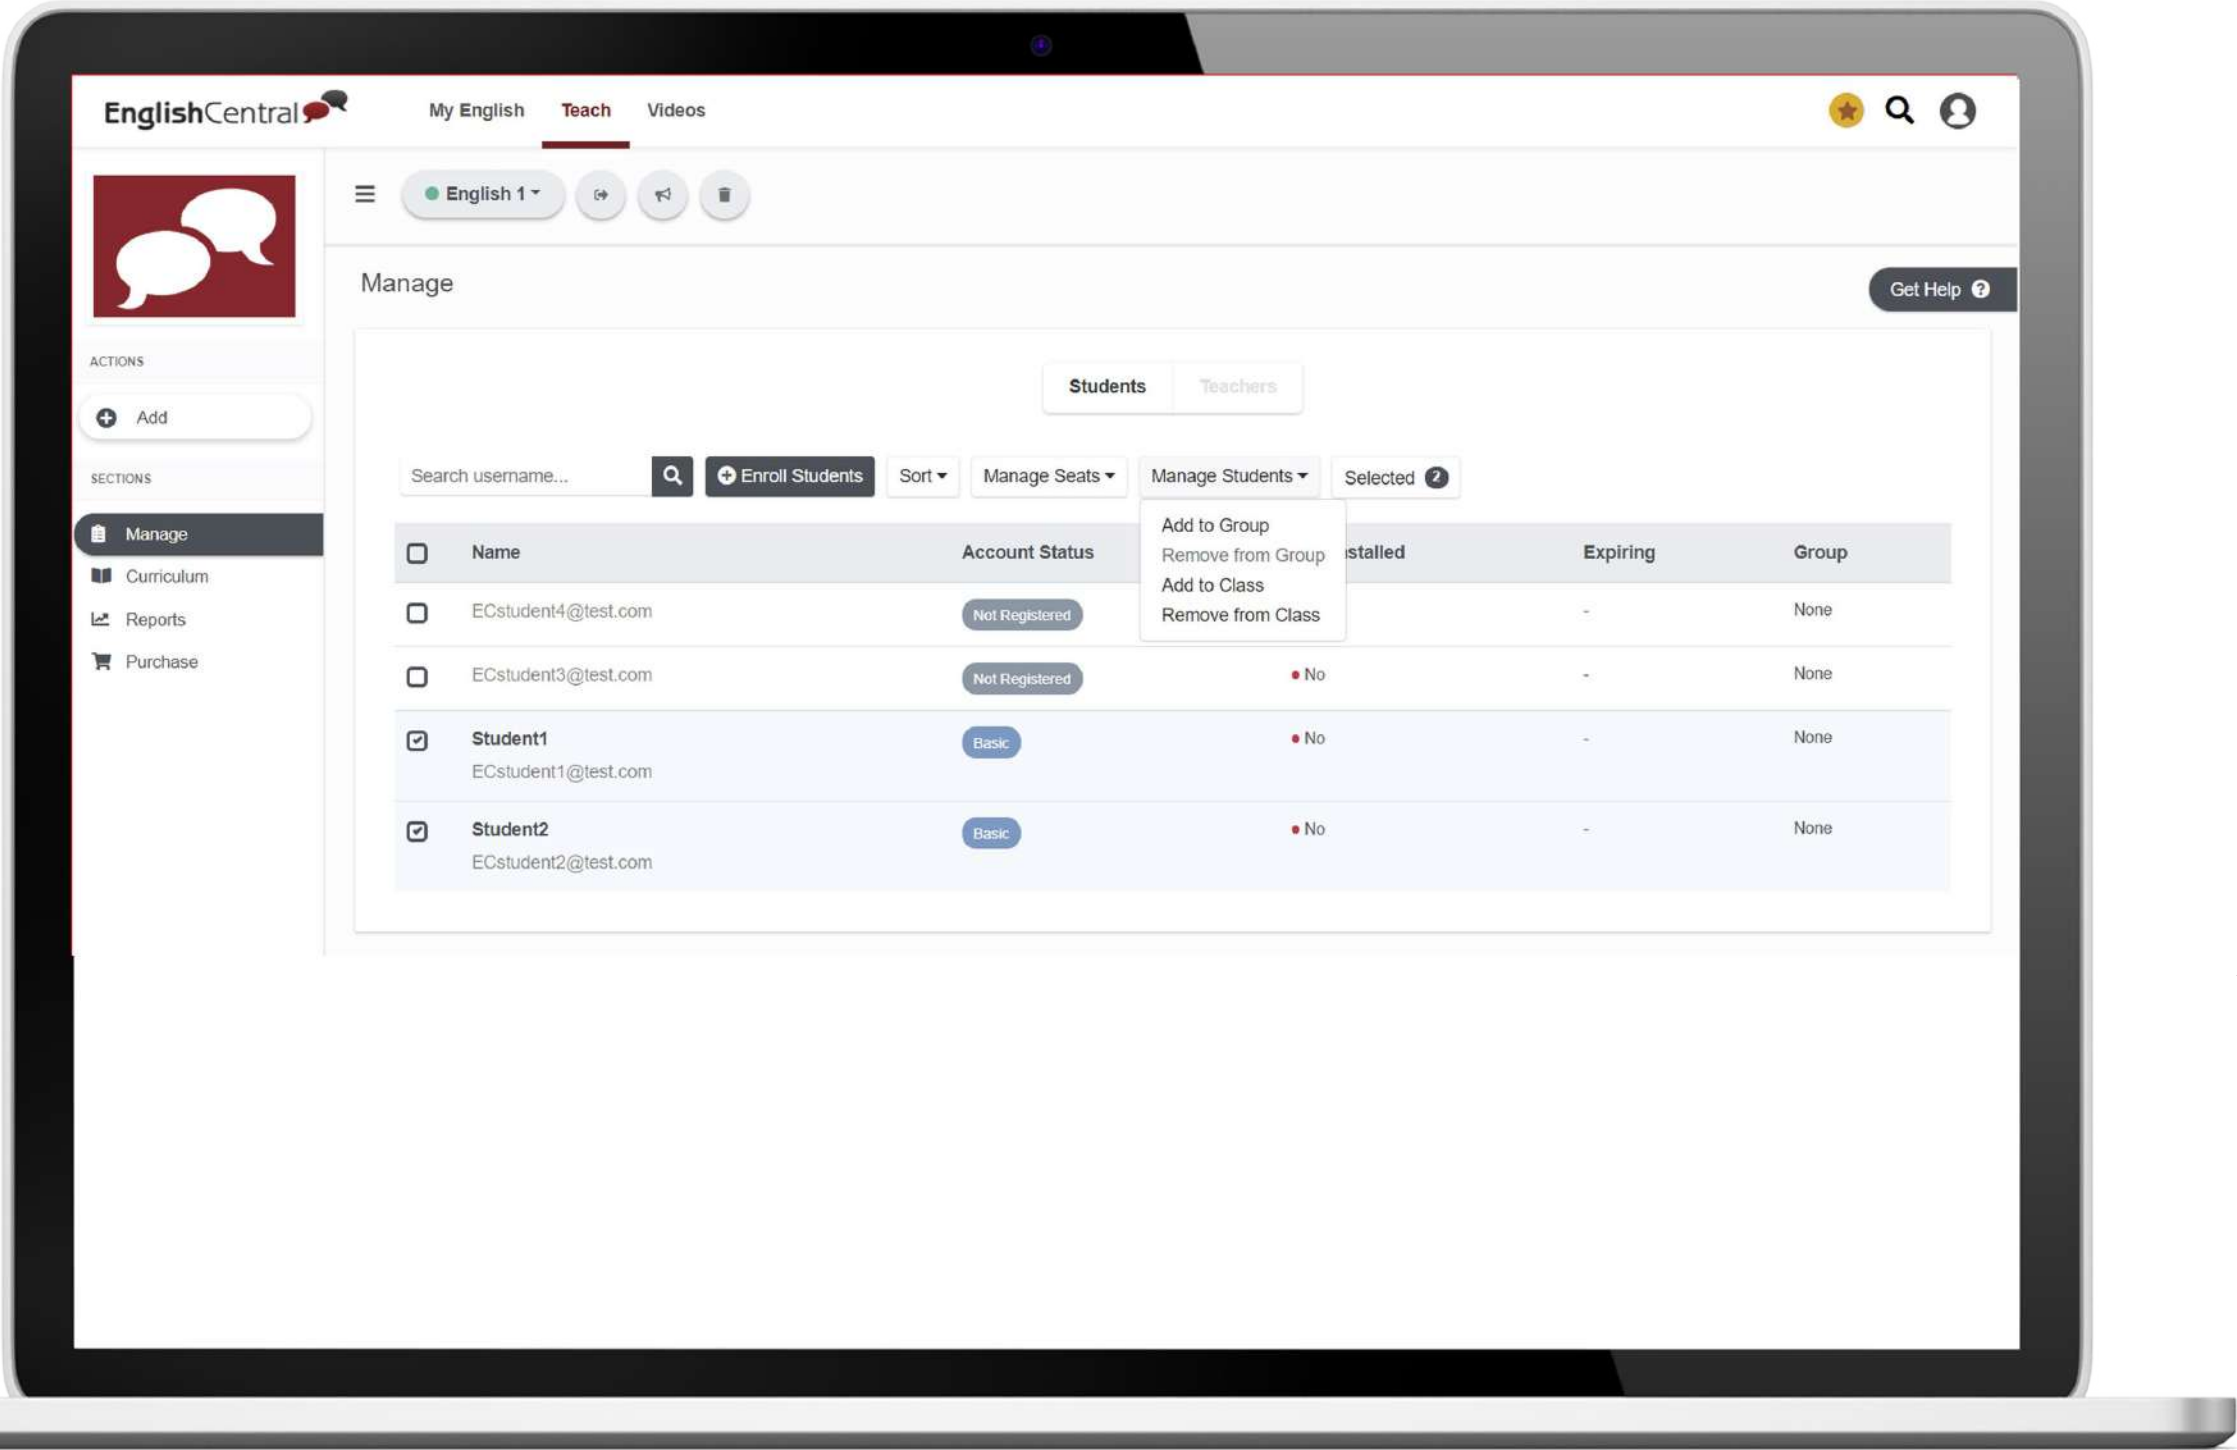 EnglishCentral
My English Teach Videos
English 1
Manage
Get Help ?
ACTIONS
Students Teachers
Add
SECTIONS
Search username... Enroll Students Sort Manage Seats Manage Students Selected 2
Add to Group
Remove from Group
Add to Class
Remove from Class
Manage
Curriculum
Reports
Purchase
Name Account Status stalled Expiring Group
ECstudent4@test.com Not Registered - None
ECstudent3@test.com Not Registered No - None
Student1 Basic No - None
ECstudent1@test.com
Student2 Basic No - None
ECstudent2@test.com